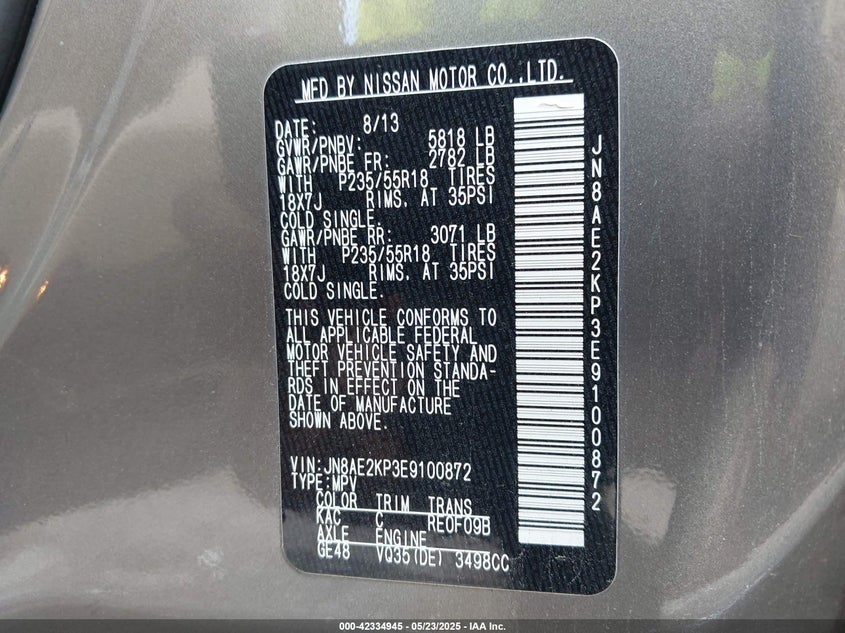 MFD BY NISSAN MOTOR CO.,LTD.
DATE: 8/13
GVWR/PNBV: 5818 LB
GAWR/PNBE FR: 2782 LB
WITH P235/55R18 TIRES
18X7J RIMS. AT 35PSI
COLD SINGLE.
GAWR/PNBE RR: 3071 LB
WITH P235/55R18 TIRES
18X7J RIMS. AT 35PSI
COLD SINGLE.
THIS VEHICLE CONFORMS TO
ALL APPLICABLE FEDERAL
MOTOR VEHICLE SAFETY AND
THEFT PREVENTION STANDA-
RDS IN EFFECT ON THE
DATE OF MANUFACTURE
SHOWN ABOVE.
VIN:JN8AE2KP3E9100872
TYPE:MPV
COLOR TRIM TRANS
KAC C RE0F09B
AXLE ENGINE
GE48 VQ35(DE) 3498CC
JN8AE2KP3E9100872
000-42334945 - 05/23/2025 - IAA Inc.